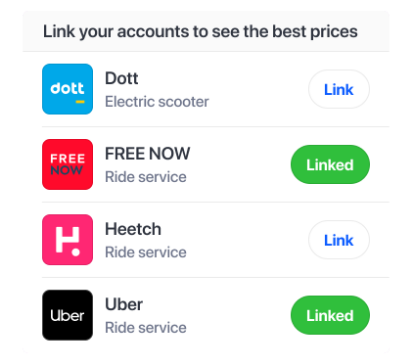 Link your accounts to see the best prices
dott
Dott
Electric scooter
Link
FREE
NOW
FREE NOW
Ride service
Linked
H.
Heetch
Ride service
Link
Uber
Uber
Ride service
Linked